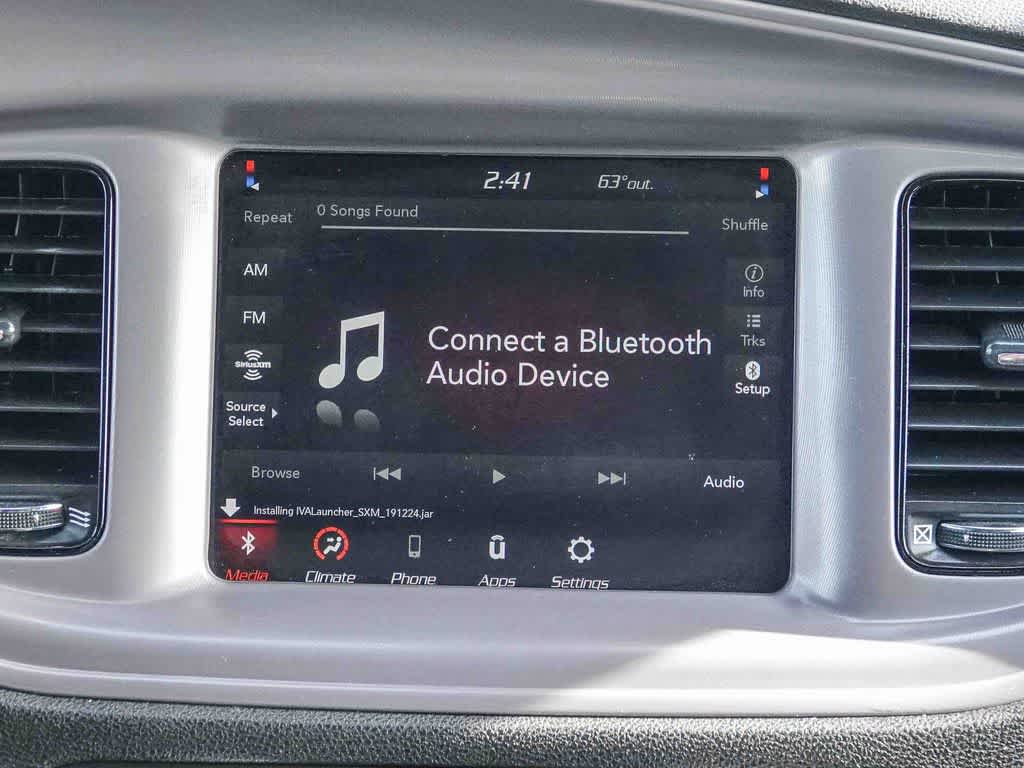 2:41 63°out.
Repeat 0 Songs Found Shuffle
AM
Info
FM
Trks
Connect a Bluetooth
Audio Device
SiriusXM
Setup
Source
Select
Browse Audio
Installing IVALauncher_SXM_191224.jar
Media Climate Phone Apps Settings